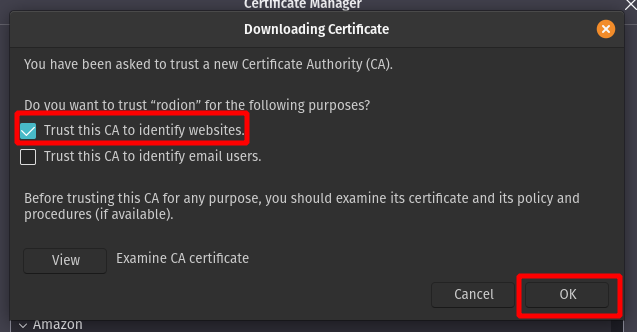 Certificate Manager
Downloading Certificate
You have been asked to trust a new Certificate Authority (CA).
Do you want to trust “rodion” for the following purposes?
Trust this CA to identify websites.
Trust this CA to identify email users.
Before trusting this CA for any purpose, you should examine its certificate and its policy and
procedures (if available).
View Examine CA certificate
Cancel OK
Amazon